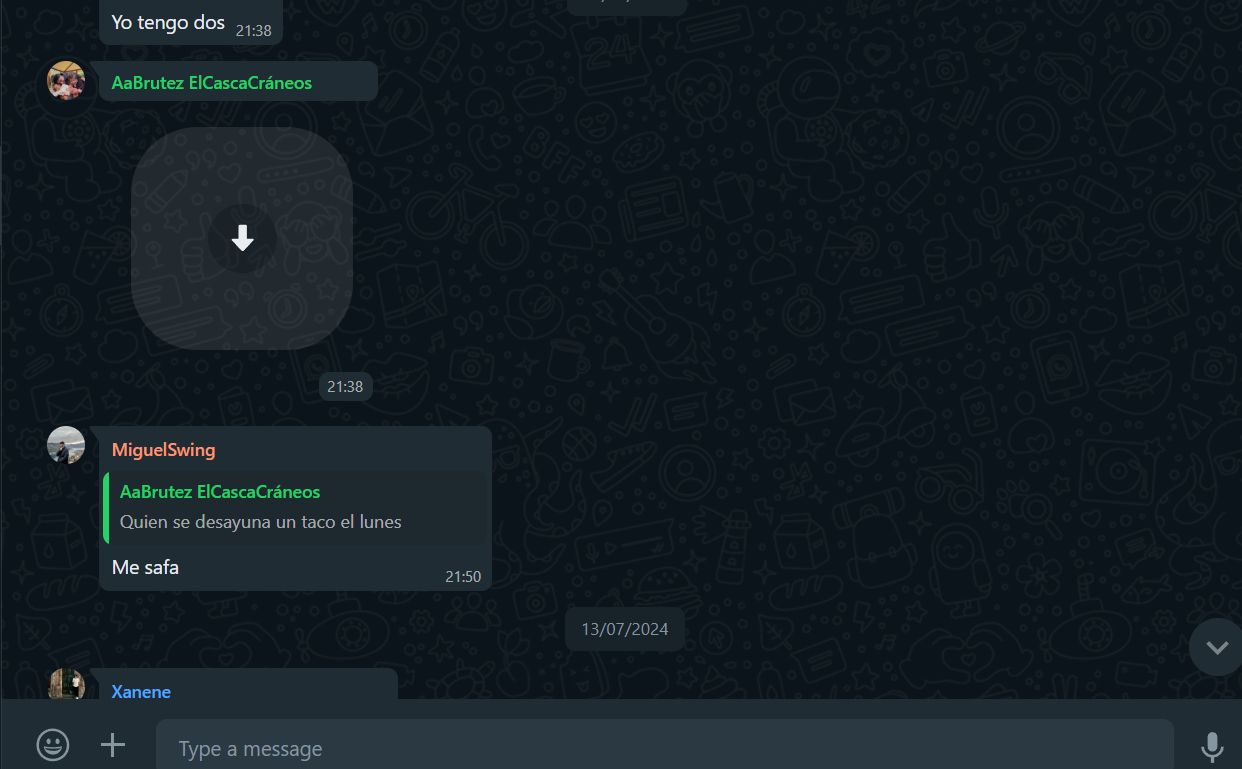 Yo tengo dos 21:38
AaBrutez ElCascaCráneos
21:38
MiguelSwing
AaBrutez ElCascaCráneos
Quien se desayuna un taco el lunes
Me safa
21:50
13/07/2024
Xanene
Type a message